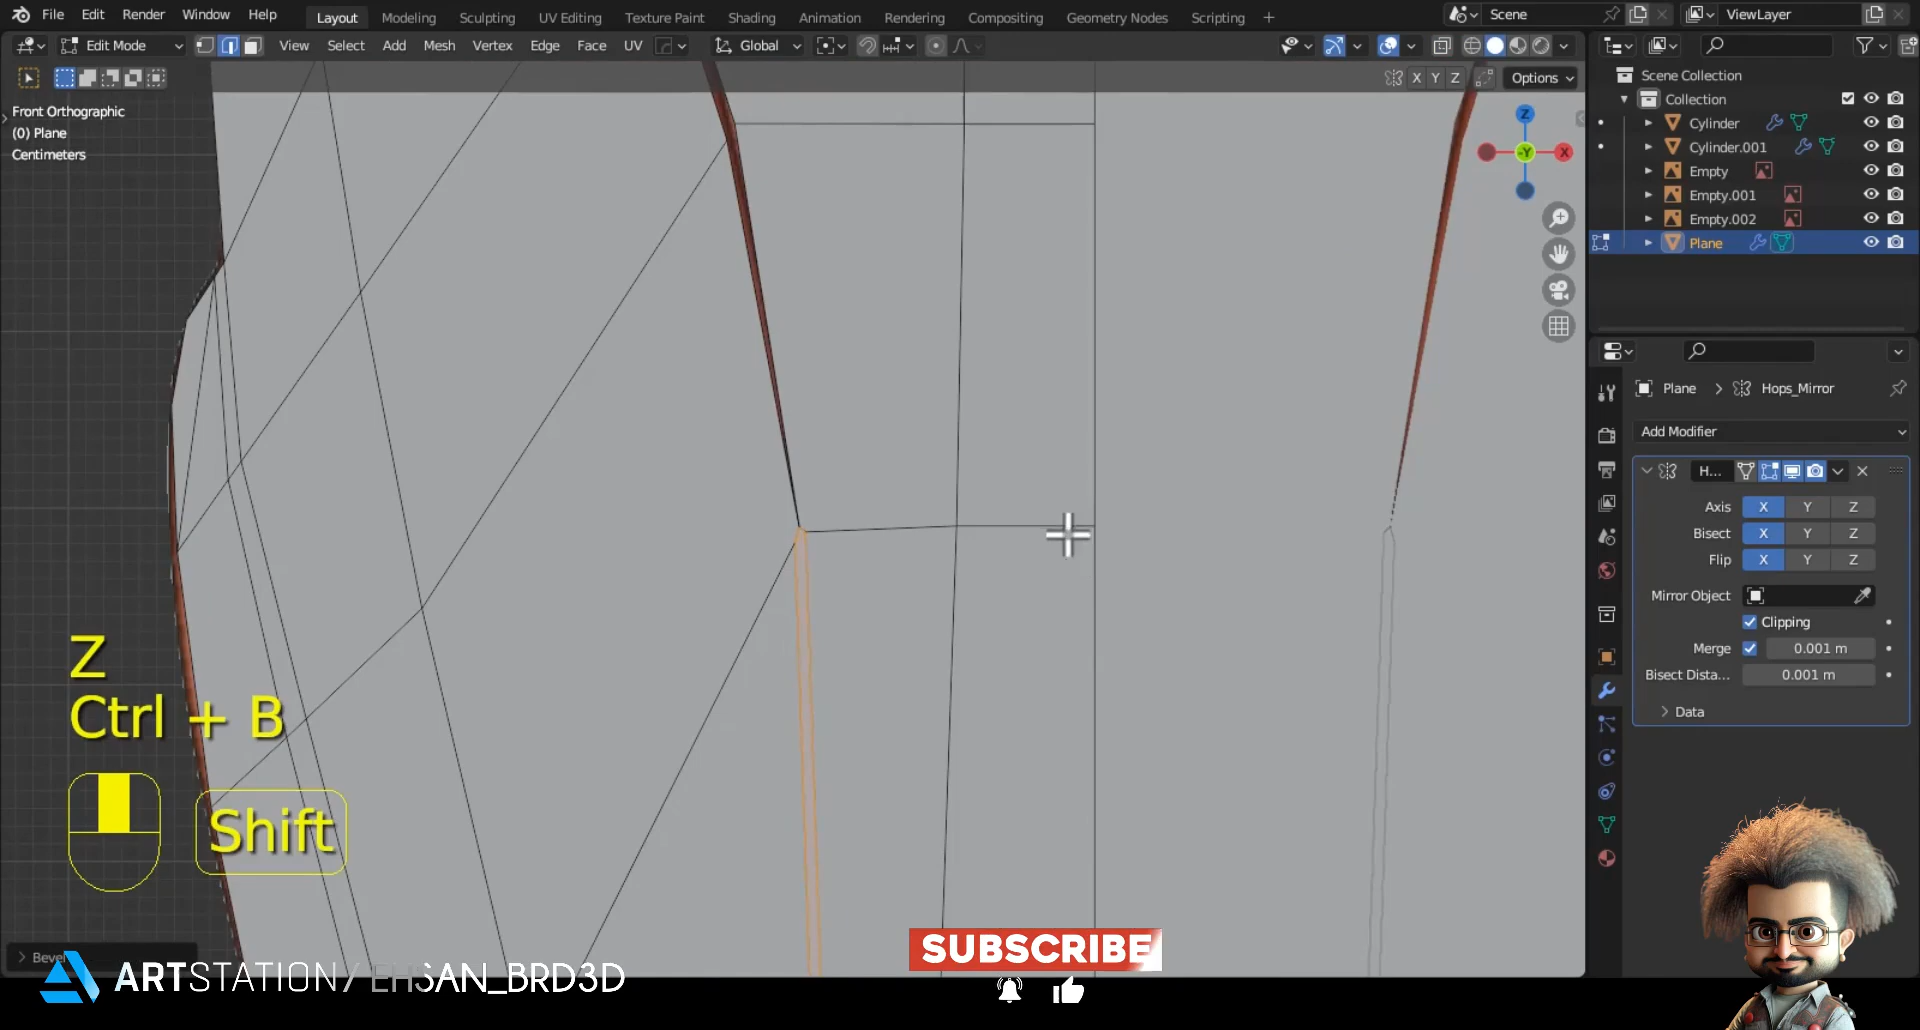 File Edit Render Window Help Layout Modeling Sculpting UV Editing Texture Paint Shading Animation Rendering Compositing Geometry Nodes Scripting + Scene ViewLayer
Edit Mode View Select Add Mesh Vertex Edge Face UV Global
X Y Z Options
Front Orthographic
(0) Plane
Centimeters
Z
-Y
X
Scene Collection
Collection
Cylinder
Cylinder.001
Empty
Empty.001
Empty.002
Plane
Plane > Hops_Mirror
Add Modifier
H...
Axis X Y Z
Bisect X Y Z
Flip X Y Z
Mirror Object
Clipping
Merge 0.001 m
Bisect Dista... 0.001 m
Data
Z
Ctrl + B
Shift
Bevel
ARTSTATION/ EHSAN_BRD3D
SUBSCRIBE